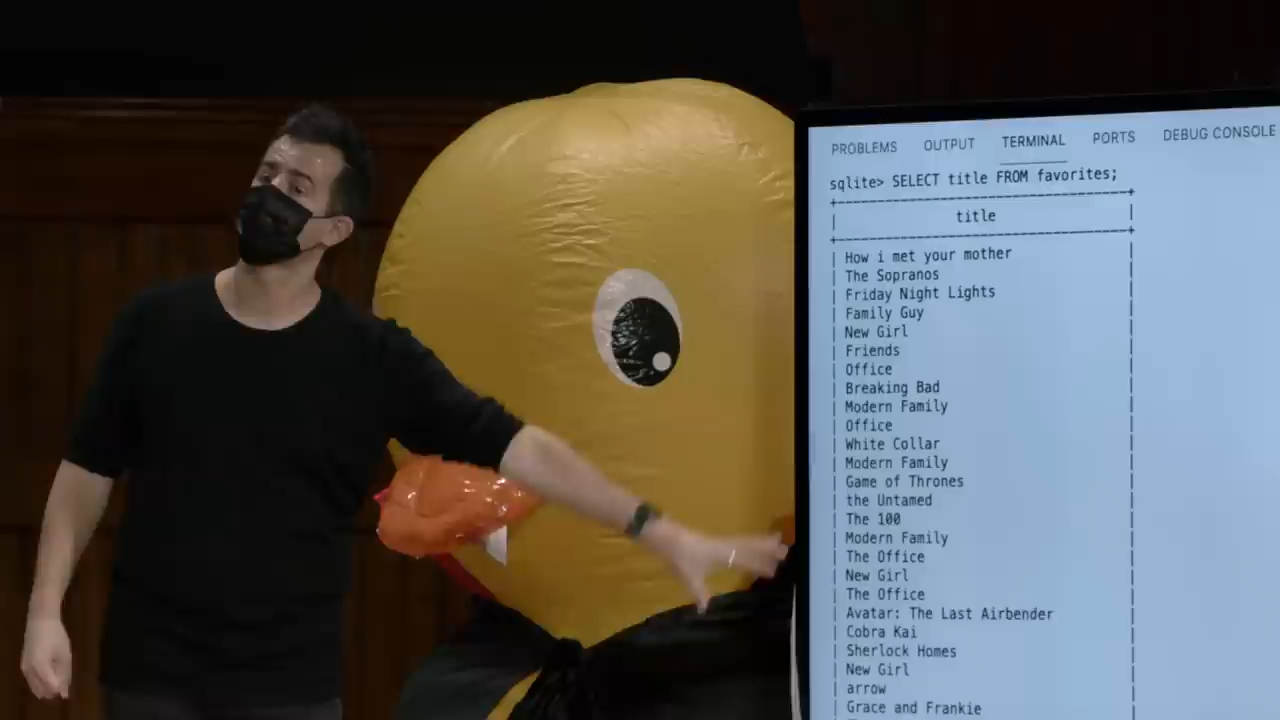 PROBLEMS OUTPUT TERMINAL PORTS DEBUG CONSOLE
sqlite> SELECT title FROM favorites;
title
How i met your mother
The Sopranos
Friday Night Lights
Family Guy
New Girl
Friends
Office
Breaking Bad
Modern Family
Office
White Collar
Modern Family
Game of Thrones
the Untamed
The 100
Modern Family
The Office
New Girl
The Office
Avatar: The Last Airbender
Cobra Kai
Sherlock Homes
New Girl
arrow
Grace and Frankie